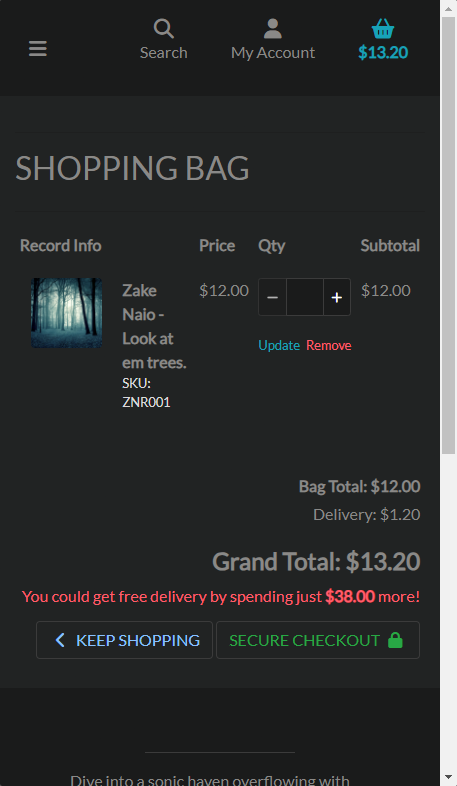 Search
My Account
$13.20
SHOPPING BAG
Record Info Price Qty Subtotal
Zake
Naio -
Look at
em trees.
SKU:
ZNR001
$12.00
− +
Update Remove
$12.00
Bag Total: $12.00
Delivery: $1.20
Grand Total: $13.20
You could get free delivery by spending just $38.00 more!
KEEP SHOPPING
SECURE CHECKOUT
Dive into a sonic haven overflowing with